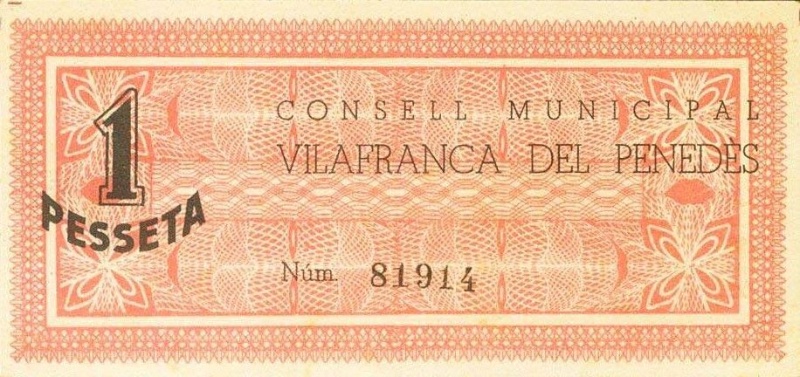 1
PESSETA
CONSELL MUNICIPAL
VILAFRANCA DEL PENEDÈS
Núm. 81914